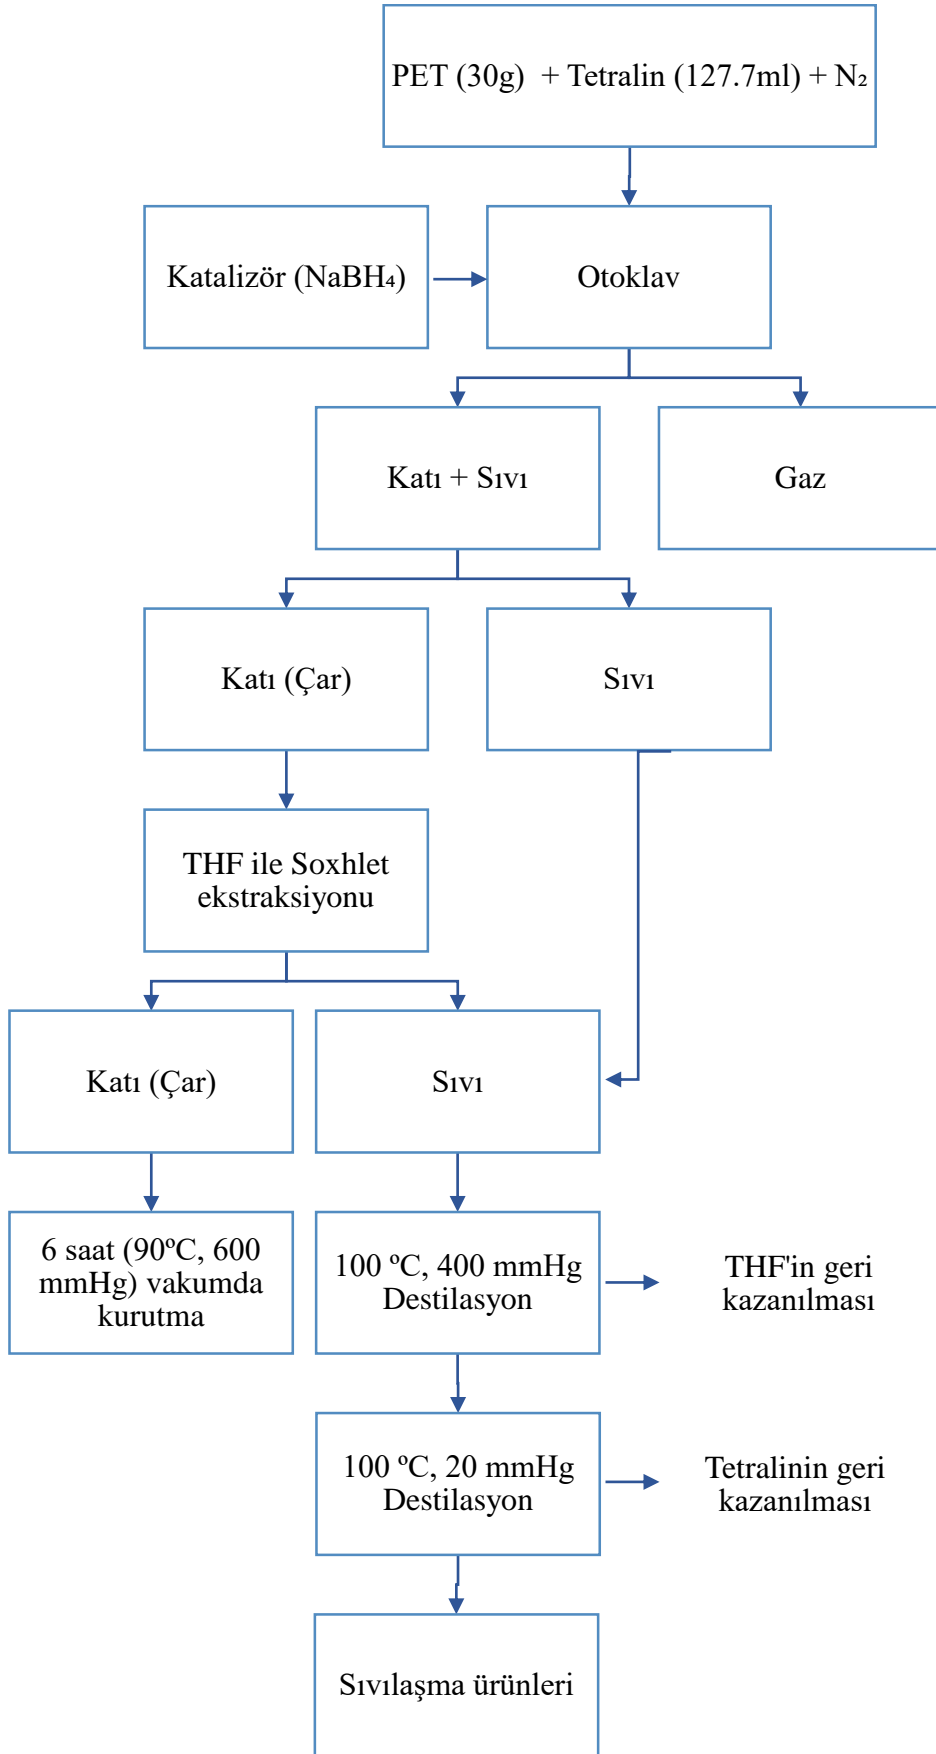 PET (30g) + Tetralin (127.7ml) + N₂
Katalizör (NaBH₄)
Otoklav
Katı + Sıvı
Gaz
Katı (Çar)
Sıvı
THF ile Soxhlet
ekstraksiyonu
Katı (Çar)
Sıvı
6 saat (90ºC, 600
mmHg) vakumda
kurutma
100 ºC, 400 mmHg
Destilasyon
THF'in geri
kazanılması
100 ºC, 20 mmHg
Destilasyon
Tetralinin geri
kazanılması
Sıvılaşma ürünleri